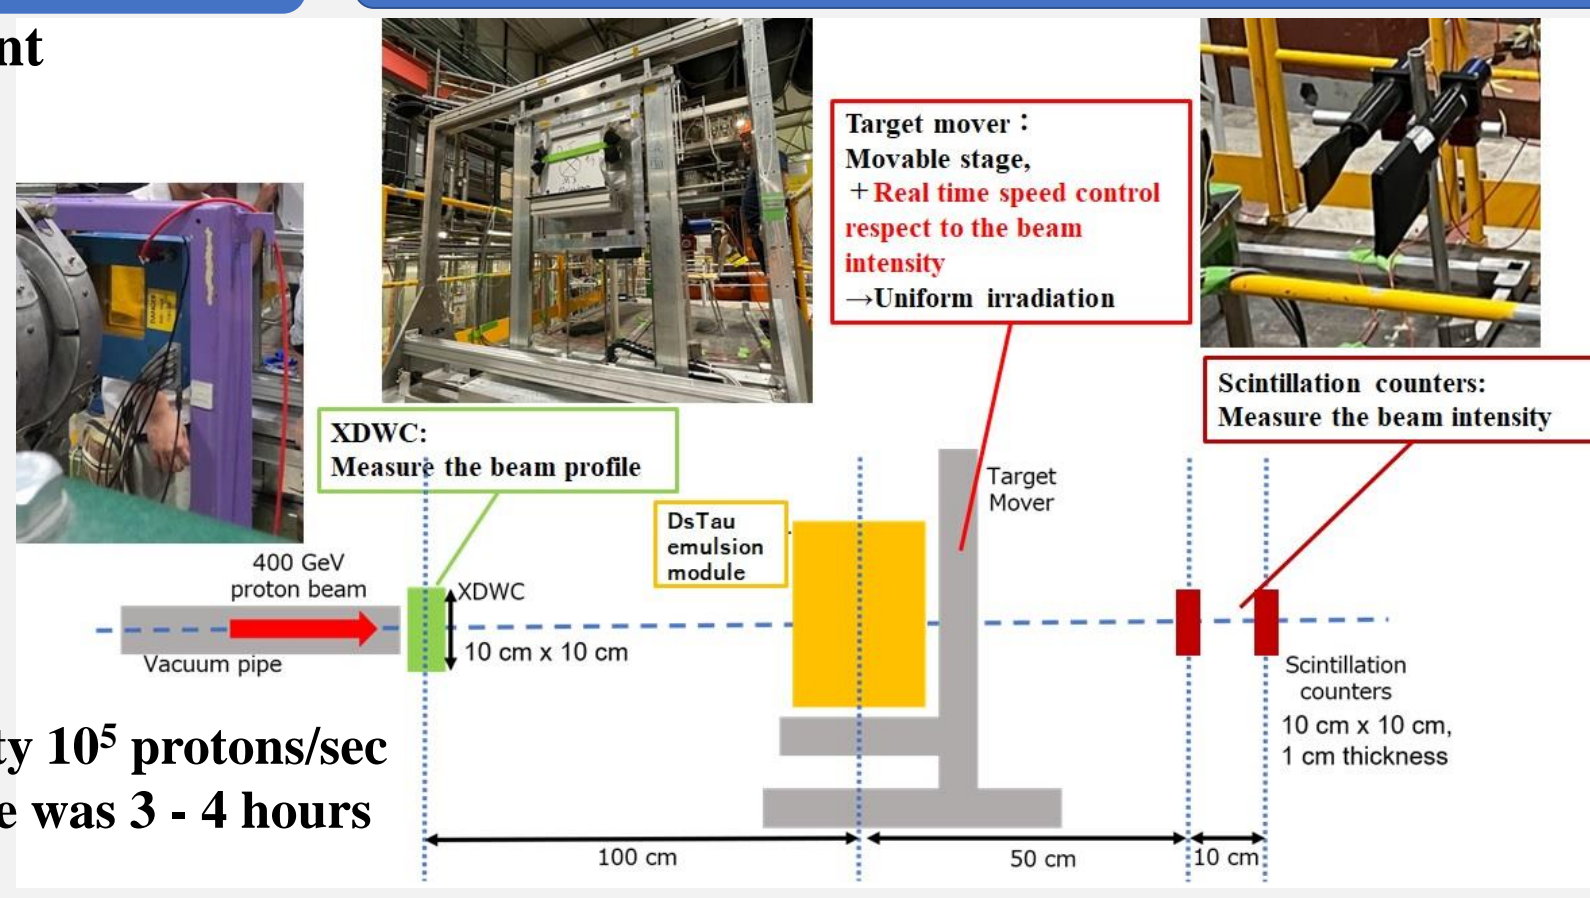 nt
Target mover：
Movable stage,
＋Real time speed control
respect to the beam
intensity
→Uniform irradiation
Scintillation counters:
Measure the beam intensity
XDWC:
Measure the beam profile
Target
Mover
DsTau
emulsion
module
400 GeV
proton beam
XDWC
10 cm x 10 cm
Vacuum pipe
Scintillation
counters
10 cm x 10 cm,
1 cm thickness
ty 10⁵ protons/sec
e was 3 - 4 hours
100 cm
50 cm
10 cm